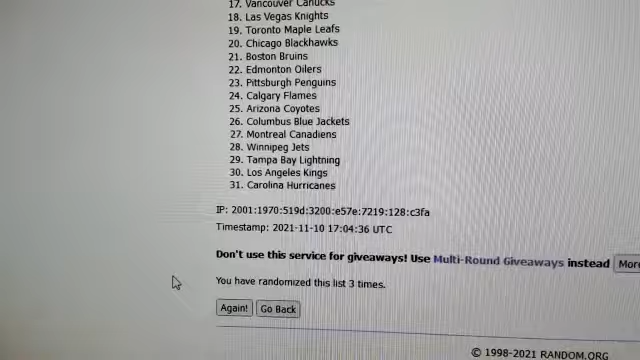 17. Vancouver Canucks
18. Las Vegas Knights
19. Toronto Maple Leafs
20. Chicago Blackhawks
21. Boston Bruins
22. Edmonton Oilers
23. Pittsburgh Penguins
24. Calgary Flames
25. Arizona Coyotes
26. Columbus Blue Jackets
27. Montreal Canadiens
28. Winnipeg Jets
29. Tampa Bay Lightning
30. Los Angeles Kings
31. Carolina Hurricanes
IP: 2001:1970:519d:3200:e57e:7219:128:c3fa
Timestamp: 2021-11-10 17:04:36 UTC
Don't use this service for giveaways! Use Multi-Round Giveaways instead More
You have randomized this list 3 times.
Again! Go Back
© 1998-2021 RANDOM.ORG